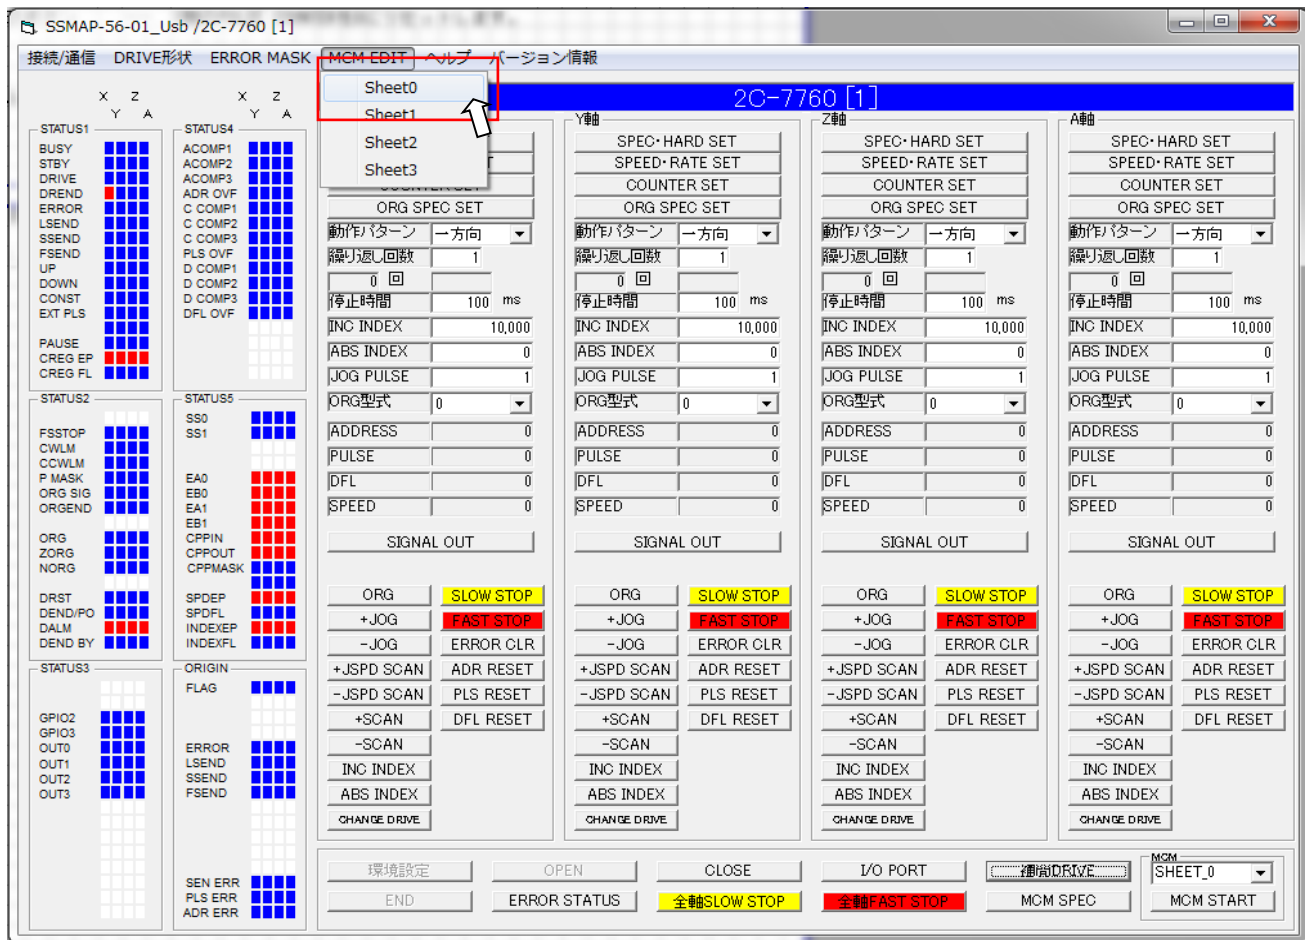 SSMAP-56-01_Usb /2C-7760 [1]
接続/通信 DRIVE形状 ERROR MASK MCM EDIT ヘルプ バージョン情報
Sheet0
Sheet1
Sheet2
Sheet3
2C-7760 [1]
X Z
Y A
X Z
Y A
STATUS1
BUSY
STBY
DRIVE
DREND
ERROR
LSEND
SSEND
FSEND
UP
DOWN
CONST
EXT PLS
PAUSE
CREG EP
CREG FL
STATUS4
ACOMP1
ACOMP2
ACOMP3
ADR OVF
C COMP1
C COMP2
C COMP3
PLS OVF
D COMP1
D COMP2
D COMP3
DFL OVF
STATUS2
FSSTOP
CWLM
CCWLM
P MASK
ORG SIG
ORGEND
ORG
ZORG
NORG
DRST
DEND/PO
DALM
DEND BY
STATUS5
SS0
SS1
EA0
EB0
EA1
EB1
CPPIN
CPPOUT
CPPMASK
SPDEP
SPDFL
INDEXEP
INDEXFL
STATUS3
GPIO2
GPIO3
OUT0
OUT1
OUT2
OUT3
ORIGIN
FLAG
ERROR
LSEND
SSEND
FSEND
SEN ERR
PLS ERR
ADR ERR
ORG SPEC SET
動作パターン 一方向
繰り返し回数 1
0 回
停止時間 100 ms
INC INDEX 10,000
ABS INDEX 0
JOG PULSE 1
ORG型式 0
ADDRESS 0
PULSE 0
DFL 0
SPEED 0
SIGNAL OUT
ORG SLOW STOP
+JOG FAST STOP
-JOG ERROR CLR
+JSPD SCAN ADR RESET
-JSPD SCAN PLS RESET
+SCAN DFL RESET
-SCAN
INC INDEX
ABS INDEX
CHANGE DRIVE
Y軸
SPEC・HARD SET
SPEED・RATE SET
COUNTER SET
ORG SPEC SET
動作パターン 一方向
繰り返し回数 1
0 回
停止時間 100 ms
INC INDEX 10,000
ABS INDEX 0
JOG PULSE 1
ORG型式 0
ADDRESS 0
PULSE 0
DFL 0
SPEED 0
SIGNAL OUT
ORG SLOW STOP
+JOG FAST STOP
-JOG ERROR CLR
+JSPD SCAN ADR RESET
-JSPD SCAN PLS RESET
+SCAN DFL RESET
-SCAN
INC INDEX
ABS INDEX
CHANGE DRIVE
Z軸
SPEC・HARD SET
SPEED・RATE SET
COUNTER SET
ORG SPEC SET
動作パターン 一方向
繰り返し回数 1
0 回
停止時間 100 ms
INC INDEX 10,000
ABS INDEX 0
JOG PULSE 1
ORG型式 0
ADDRESS 0
PULSE 0
DFL 0
SPEED 0
SIGNAL OUT
ORG SLOW STOP
+JOG FAST STOP
-JOG ERROR CLR
+JSPD SCAN ADR RESET
-JSPD SCAN PLS RESET
+SCAN DFL RESET
-SCAN
INC INDEX
ABS INDEX
CHANGE DRIVE
A軸
SPEC・HARD SET
SPEED・RATE SET
COUNTER SET
ORG SPEC SET
動作パターン 一方向
繰り返し回数 1
0 回
停止時間 100 ms
INC INDEX 10,000
ABS INDEX 0
JOG PULSE 1
ORG型式 0
ADDRESS 0
PULSE 0
DFL 0
SPEED 0
SIGNAL OUT
ORG SLOW STOP
+JOG FAST STOP
-JOG ERROR CLR
+JSPD SCAN ADR RESET
-JSPD SCAN PLS RESET
+SCAN DFL RESET
-SCAN
INC INDEX
ABS INDEX
CHANGE DRIVE
環境設定 OPEN CLOSE I/O PORT 補間DRIVE
END ERROR STATUS 全軸SLOW STOP 全軸FAST STOP MCM SPEC
MCM
SHEET_0
MCM START